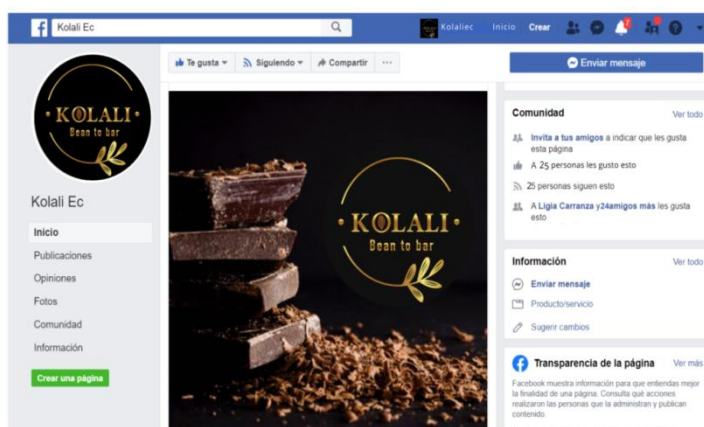 Kolali Ec
Kolaliec Inicio Crear
Te gusta Siguiendo Compartir ...
Enviar mensaje
KOLALI
Bean to bar
Kolali Ec
Inicio
Publicaciones
Opiniones
Fotos
Comunidad
Información
Crear una página
KOLALI
Bean to bar
Comunidad Ver todo
Invita a tus amigos a indicar que les gusta
esta página
A 25 personas les gusto esto
25 personas siguen esto
A Ligia Carranza y24amigos más les gusta
esto
Información Ver todo
Enviar mensaje
Producto/servicio
Sugerir cambios
Transparencia de la página Ver más
Facebook muestra información para que entiendas mejor
la finalidad de una página. Consulta qué acciones
realizaron las personas que la administran y publican
contenido.